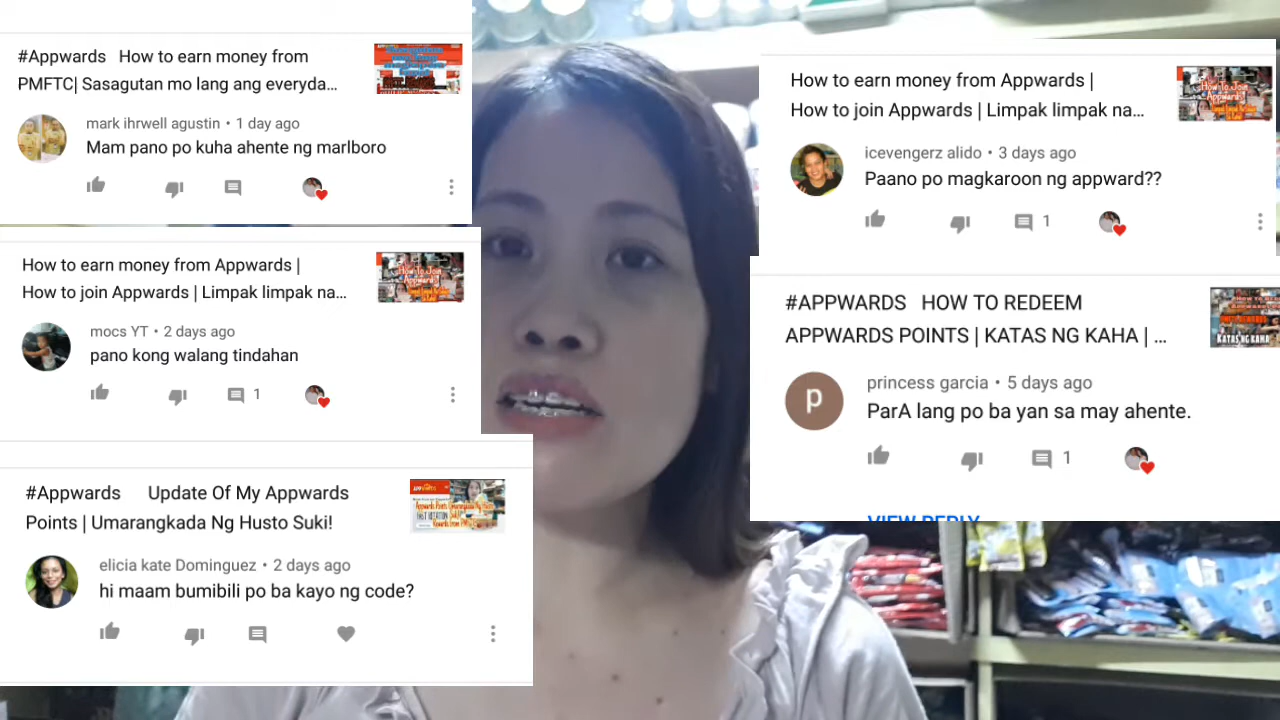 #Appwards How to earn money from
PMFTC| Sasagutan mo lang ang everyda...
mark ihrwell agustin • 1 day ago
Mam pano po kuha ahente ng marlboro
How to earn money from Appwards |
How to join Appwards | Limpak limpak na...
mocs YT • 2 days ago
pano kong walang tindahan
1
#Appwards Update Of My Appwards
Points | Umarangkada Ng Husto Suki!
elicia kate Dominguez • 2 days ago
hi maam bumibili po ba kayo ng code?
How to earn money from Appwards |
How to join Appwards | Limpak limpak na...
icevengerz alido • 3 days ago
Paano po magkaroon ng appward??
1
#APPWARDS HOW TO REDEEM
APPWARDS POINTS | KATAS NG KAHA | ...
KATAS NG KAHA
p
princess garcia • 5 days ago
ParA lang po ba yan sa may ahente.
1
VIEW REPLY